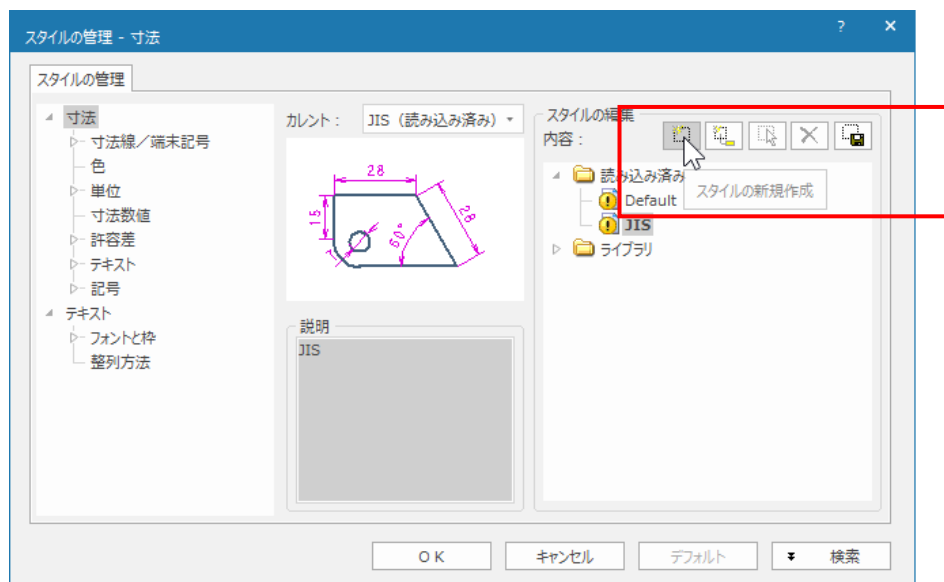 スタイルの管理 - 寸法
?
スタイルの管理
寸法
寸法線／端末記号
色
単位
寸法数値
許容差
テキスト
記号
テキスト
フォントと枠
整列方法
カレント：
JIS（読み込み済み）
28
15
28
60°
7
説明
JIS
スタイルの編集
内容：
読み込み済み
Default
スタイルの新規作成
JIS
ライブラリ
ＯＫ
キャンセル
デフォルト
検索